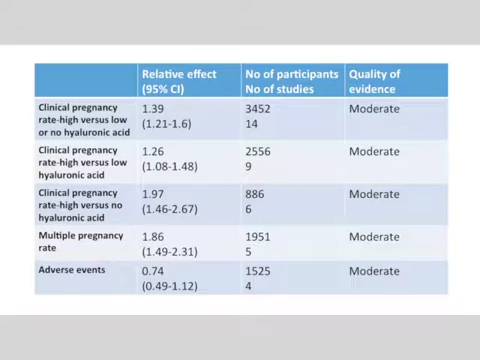 Relative effect
(95% CI)
No of participants
No of studies
Quality of
evidence
Clinical pregnancy
rate-high versus low
or no hyaluronic acid
1.39
(1.21-1.6)
3452
14
Moderate
Clinical pregnancy
rate-high versus low
hyaluronic acid
1.26
(1.08-1.48)
2556
9
Moderate
Clinical pregnancy
rate-high versus no
hyaluronic acid
1.97
(1.46-2.67)
886
6
Moderate
Multiple pregnancy
rate
1.86
(1.49-2.31)
1951
5
Moderate
Adverse events
0.74
(0.49-1.12)
1525
4
Moderate